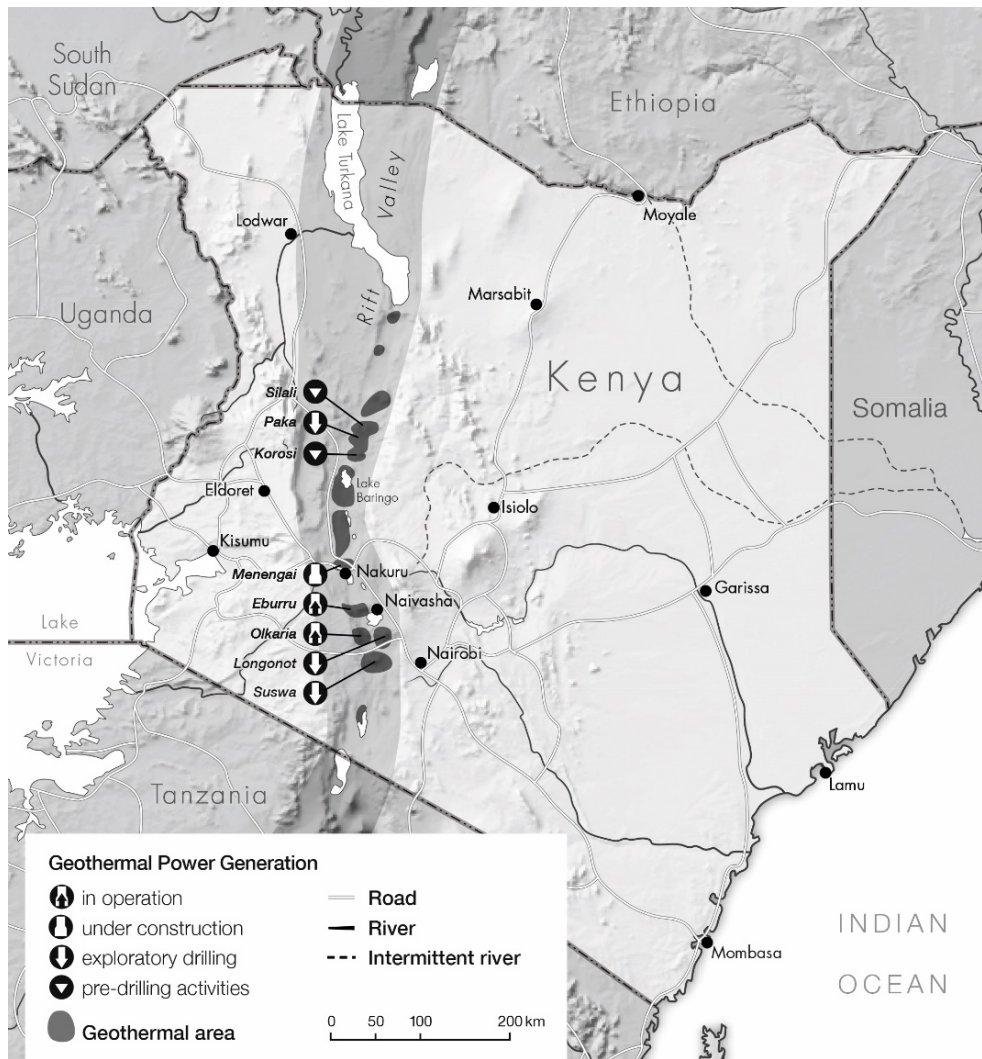 South
Sudan
Ethiopia
Lake Turkana
Valley
Rift
Moyale
Lodwar
Marsabit
Uganda
Kenya
Somalia
Silali
Paka
Korosi
Lake
Baringo
Eldoret
Isiolo
Kisumu
Menengai
Nakuru
Garissa
Eburru
Naivasha
Olkaria
Lake
Victoria
Longonot
Nairobi
Suswa
Lamu
Tanzania
Geothermal Power Generation
in operation
under construction
exploratory drilling
pre-drilling activities
Geothermal area
Road
River
Intermittent river
0 50 100 200 km
Mombasa
INDIAN
OCEAN